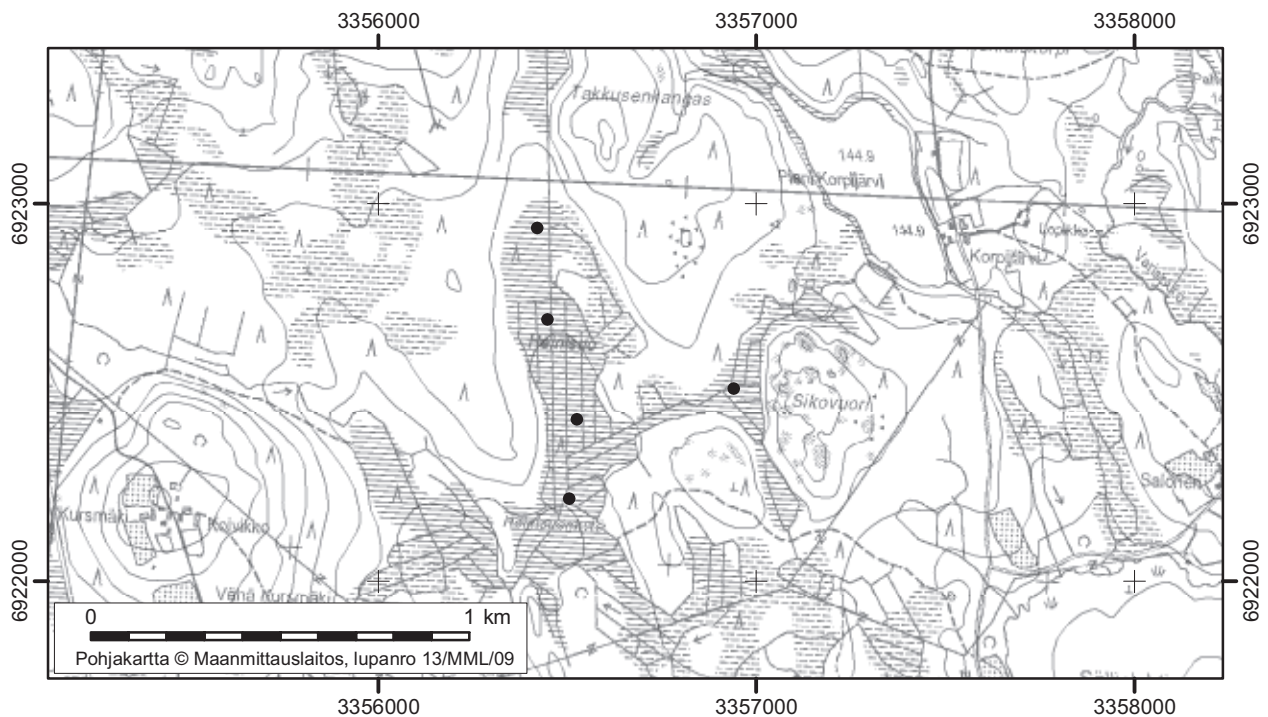 3356000 3357000 3358000
Takkusenkangas
144.9
Pieni Korpijärvi
6923000 6923000
144.9
Korpijärvi
Sikovuori
Salonen
Kursmäki
Koivikko
6922000 6922000
Vähä Kursmäki
0 1 km
Pohjakartta © Maanmittauslaitos, lupanro 13/MML/09
3356000 3357000 3358000